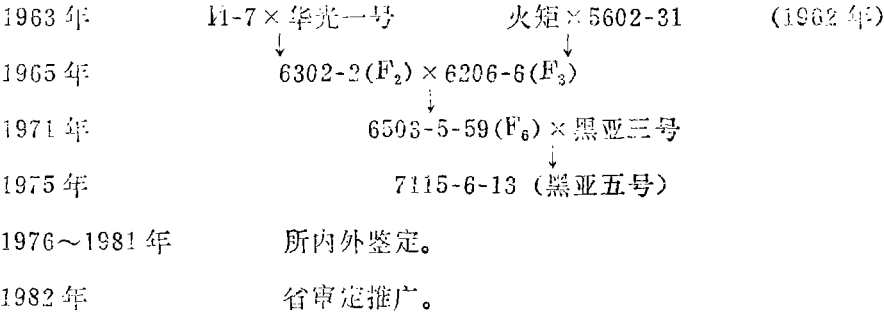 1963年 И-7×华光一号 火炬×5602-31 (1962年)
1965年 6302-2(F₂)×6206-6(F₃)
1971年 6503-5-59(F₆)×黑亚三号
1975年 7115-6-13 (黑亚五号)
1976~1981年 所内外鉴定。
1982年 省审定推广。